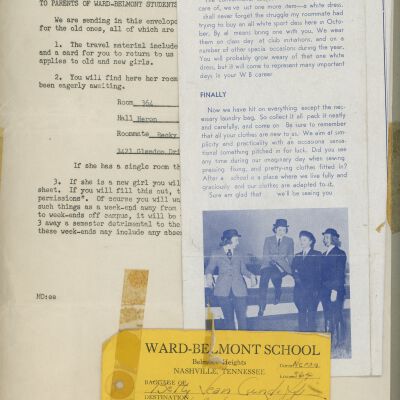 TO PARENTS OF WARD-BELMONT STUDENTS
We are sending in this envelope
for the old ones, all of which are
1. The travel material include
and a card for you to return to us
applies to old and new girls.
2. You will find here her room
been eagerly awaiting.
Room 364
Hall Heron
Roommate Becky
3421 Glendon Dri
If she has a single room th
3. If she is a new girl you wil
sheet. If you will fill this out, t
permissions". Of course you will wa
such things as a week-end away from
to week-ends off campus, it will be
3 away a semester detrimental to the
these week-ends may include any abse
MD:ee
care of, we've just one more item—a white dress.
shall never forget the struggle my roommate had
trying to buy an all white sport dress here in Octo-
ber. By all means bring one with you. We wear
them on class day at club initiations, and on a
number of other special occasions during the year.
You will probably grow weary of that one white
dress, but it will come to represent many important
days in your W B career.
FINALLY
Now we have hit on everything except the nec-
essary laundry bag. So collect it all pack it neatly
and carefully, and come on Be sure to remember
that all your clothes are new to us. We aim at sim-
plicity and practicality with an occasiona sensa-
tional something pitched in for luck. Did you see
any time during our imaginary day when sewing,
pressing fixing, and pretty-ing clothes fitted in?
After a school is a place where we live fully and
graciously and our clothes are adapted to it.
Sure am glad that we'll be seeing you
WARD-BELMONT SCHOOL
Belmont Heights
NASHVILLE, TENNESSEE
Heron
364
BAGGAGE OF
Betty Jean
DESTINATION